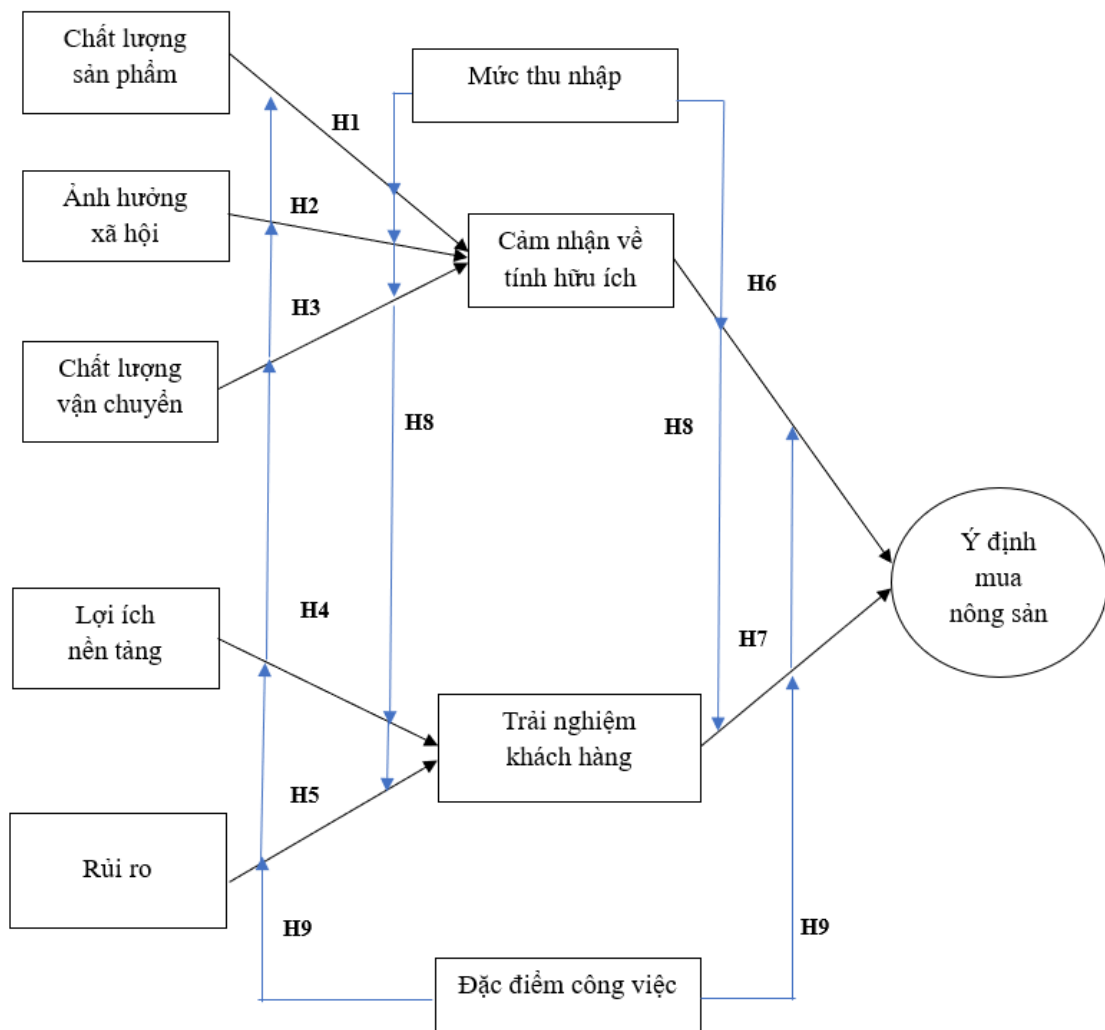 Chất lượng
sản phẩm
Mức thu nhập
H1
Ảnh hưởng
xã hội
H2
Cảm nhận về
tính hữu ích
H6
H3
Chất lượng
vận chuyển
H8
H8
Ý định
mua
nông sản
Lợi ích
nền tảng
H4
H7
Trải nghiệm
khách hàng
H5
Rủi ro
H9
H9
Đặc điểm công việc